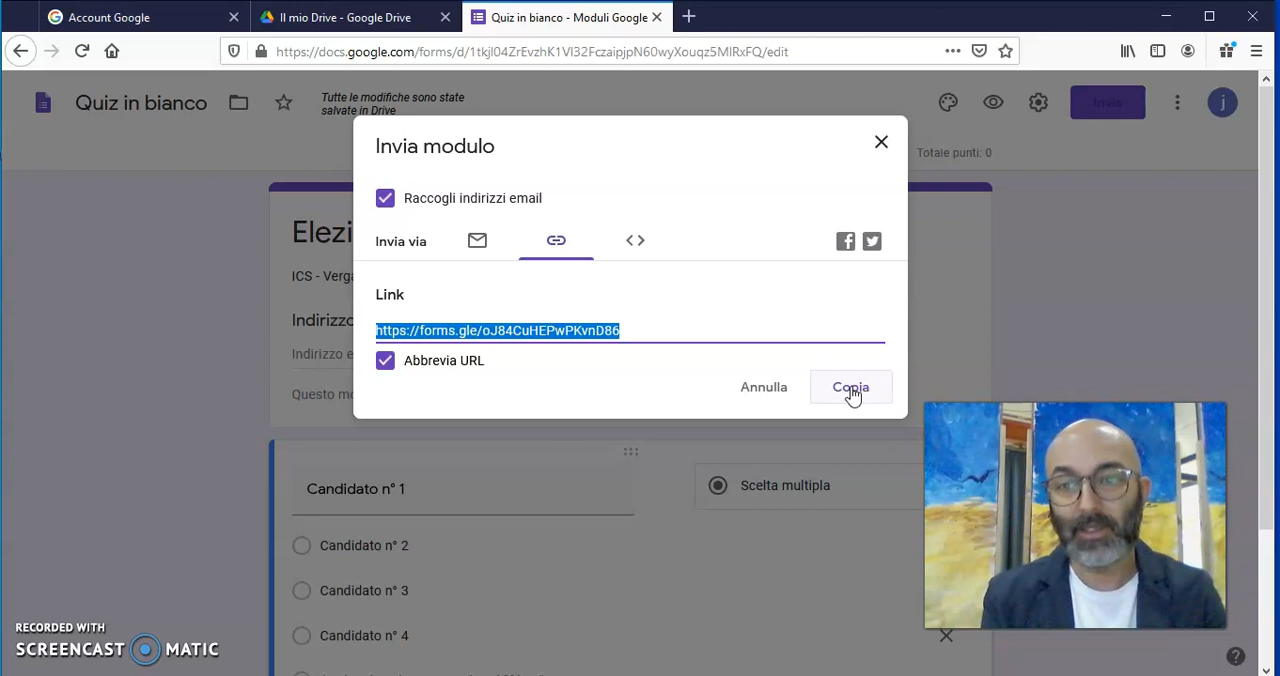 Account Google
Il mio Drive - Google Drive
Quiz in bianco - Moduli Google
https://docs.google.com/forms/d/1tkjl04ZrEvzhK1Vl32FczaipjpN60wyXouqz5MlRxFQ/edit
Quiz in bianco
Tutte le modifiche sono state
salvate in Drive
Invia
j
Totale punti: 0
Invia modulo
Raccogli indirizzi email
Invia via
Link
https://forms.gle/oJ84CuHEPwPKvnD86
Abbrevia URL
Annulla
Copia
Elezi
ICS - Verga
Indirizzo
Indirizzo e
Questo mo
Candidato n° 1
Scelta multipla
Candidato n° 2
Candidato n° 3
Candidato n° 4
RECORDED WITH
SCREENCAST MATIC